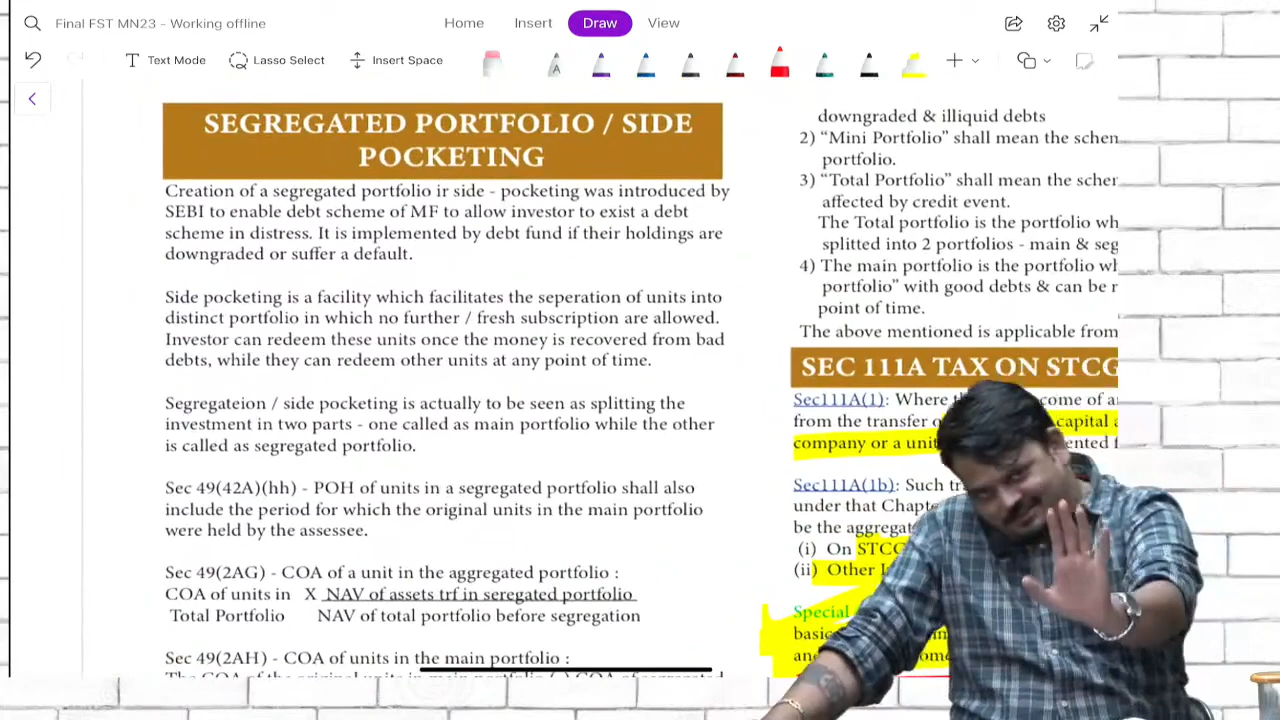 Final FST MN23 - Working offline
Home Insert Draw View
Text Mode Lasso Select Insert Space
SEGREGATED PORTFOLIO / SIDE
POCKETING
Creation of a segregated portfolio ir side - pocketing was introduced by
SEBI to enable debt scheme of MF to allow investor to exist a debt
scheme in distress. It is implemented by debt fund if their holdings are
downgraded or suffer a default.
Side pocketing is a facility which facilitates the seperation of units into
distinct portfolio in which no further / fresh subscription are allowed.
Investor can redeem these units once the money is recovered from bad
debts, while they can redeem other units at any point of time.
Segregateion / side pocketing is actually to be seen as splitting the
investment in two parts - one called as main portfolio while the other
is called as segregated portfolio.
Sec 49(42A)(hh) - POH of units in a segregated portfolio shall also
include the period for which the original units in the main portfolio
were held by the assessee.
Sec 49(2AG) - COA of a unit in the aggregated portfolio :
COA of units in X NAV of assets trf in seregated portfolio
Total Portfolio NAV of total portfolio before segregation
Sec 49(2AH) - COA of units in the main portfolio :
The COA of the original units in main portfolio (-) COA of segregated
downgraded & illiquid debts
2) “Mini Portfolio” shall mean the
portfolio.
3) “Total Portfolio” shall mean the
affected by credit event.
The Total portfolio is the portfolio
splitted into 2 portfolios - main &
4) The main portfolio is the portfolio
portfolio” with good debts & can be
point of time.
The above mentioned is applicable from
SEC 111A TAX ON STCG
Sec111A(1): Where
from the transfer capital
company or a unit
Sec111A(1b): Such
under that
be the
(i) On STCG
(ii) Other
Special